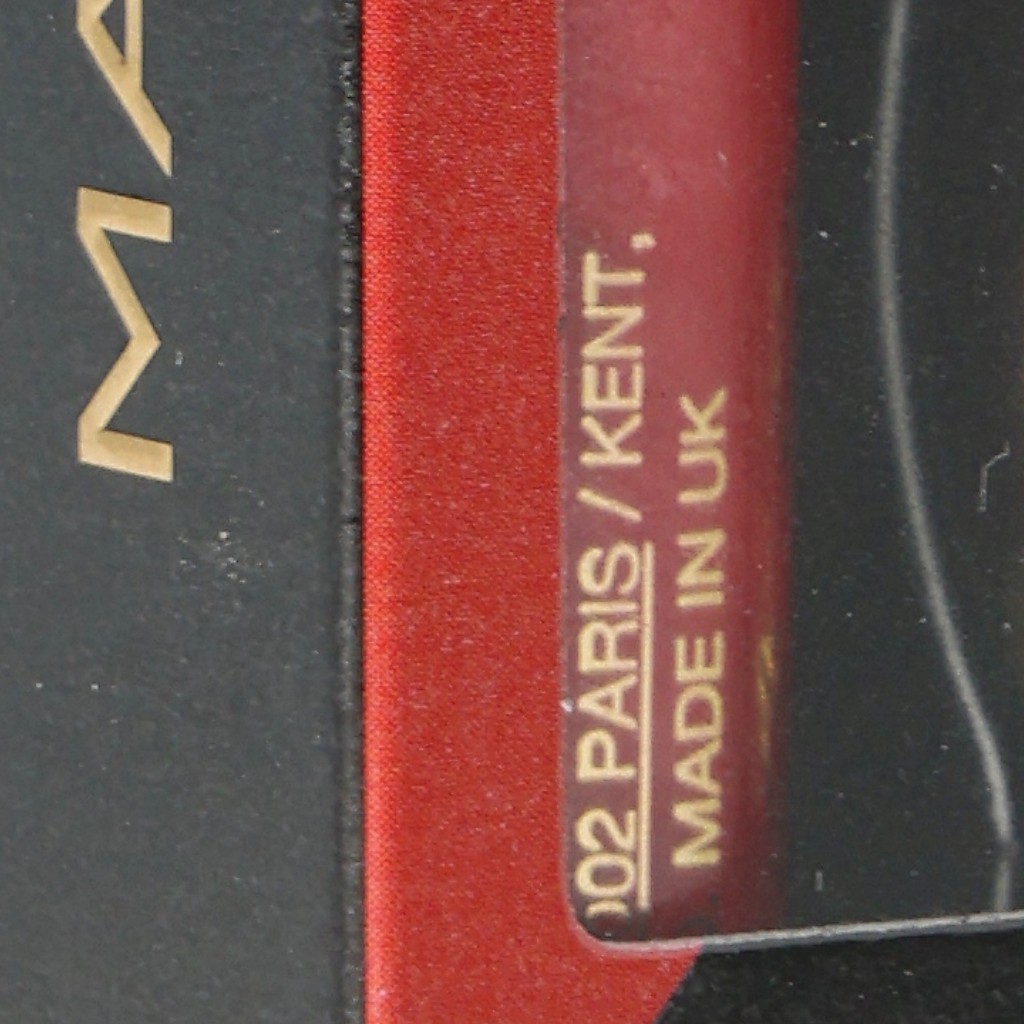 MA
002 PARIS / KENT,
MADE IN UK